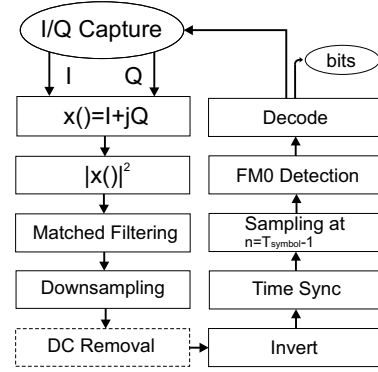 I/Q Capture
I
Q
x()=I+jQ
|x()|²
Matched Filtering
Downsampling
DC Removal
Invert
Time Sync
Sampling at
n=Tsymbol-1
FM0 Detection
Decode
bits